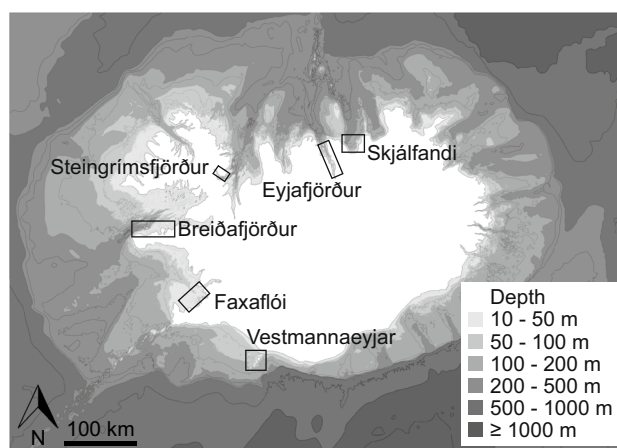 Steingrímsfjörður
Skjálfandi
Eyjafjörður
Breiðafjörður
Faxaflói
Vestmannaeyjar
Depth
10 - 50 m
50 - 100 m
100 - 200 m
200 - 500 m
500 - 1000 m
≥ 1000 m
N
100 km